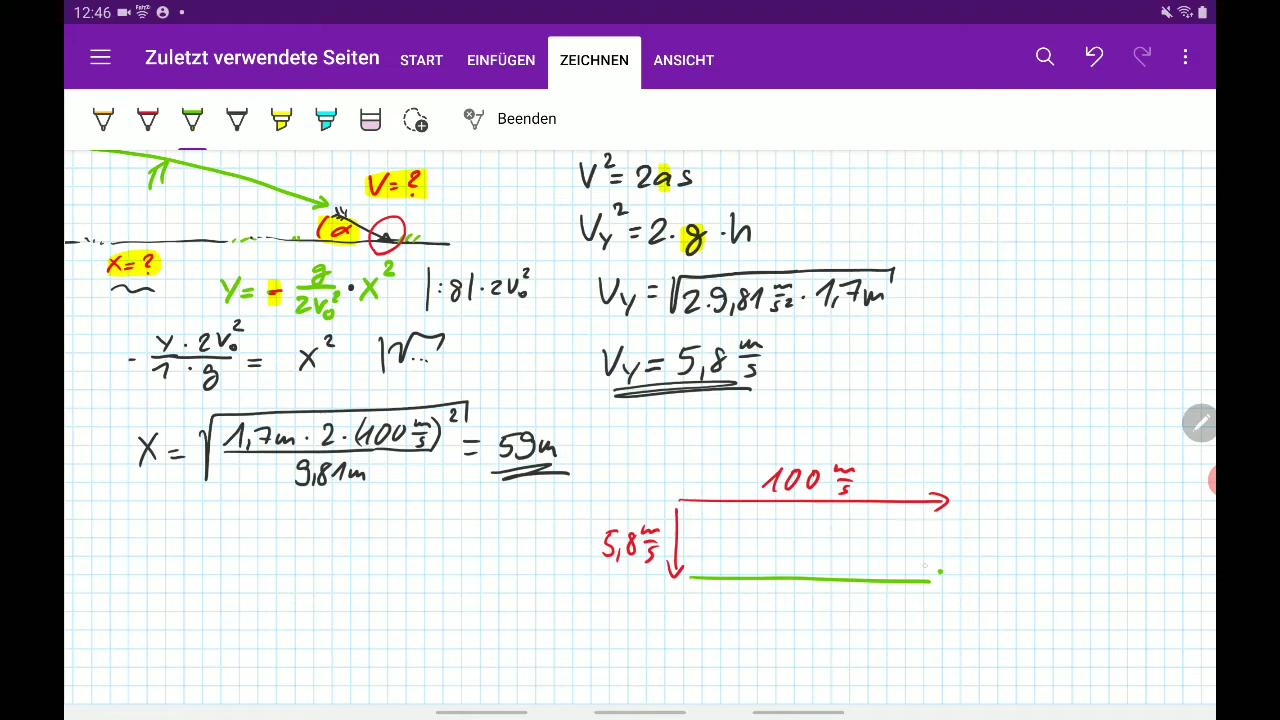 12:46
Zuletzt verwendete Seiten START EINFÜGEN ZEICHNEN ANSICHT
Beenden
V = ?
(α
x = ?
Y = - g/2v₀² · X² |:g| · 2v₀²
- y · 2v₀²/1 · g = X² |√...
X = √(1,7m · 2 · (100 m/s)²/9,81m) = 59m
V² = 2as
Vy² = 2 · g · h
Vy = √(2 · 9,81 m/s² · 1,7m)
Vy = 5,8 m/s
100 m/s
5,8 m/s